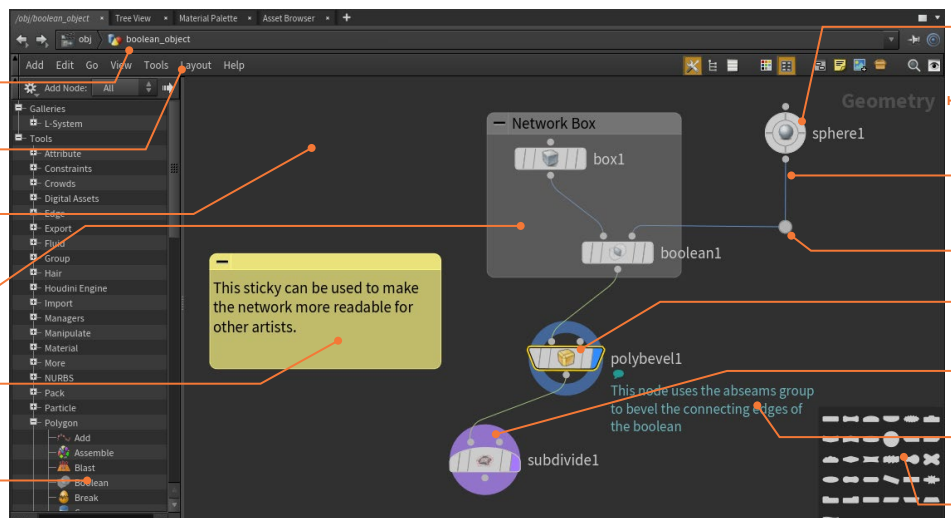 /obj/boolean_object × Tree View × Material Palette × Asset Browser × +
obj boolean_object
Add Edit Go View Tools Layout Help
Add Node: All
Galleries
L-System
Tools
Attribute
Constraints
Crowds
Digital Assets
Edge
Export
Fluid
Group
Hair
Houdini Engine
Import
Managers
Manipulate
Material
More
NURBS
Pack
Particle
Polygon
Add
Assemble
Blast
Boolean
Break
Geometry
Network Box
box1
sphere1
boolean1
This sticky can be used to make
the network more readable for
other artists.
polybevel1
This node uses the abseams group
to bevel the connecting edges of
the boolean
subdivide1